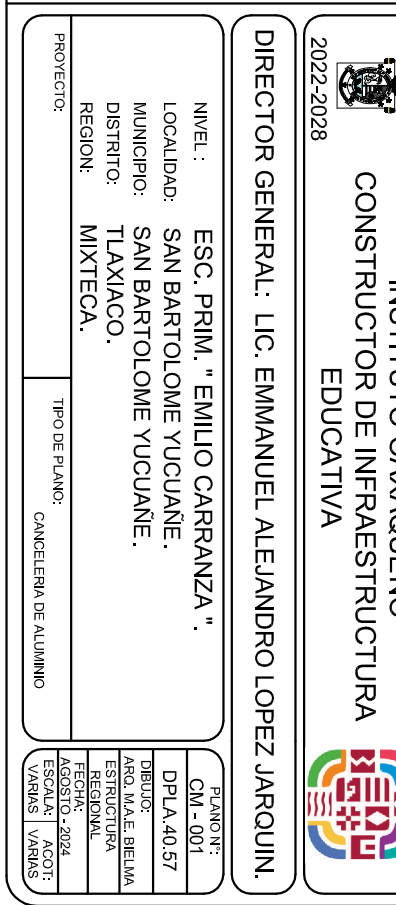 CONSTRUCTOR DE INFRAESTRUCTURA
EDUCATIVA
2022-2028
DIRECTOR GENERAL: LIC. EMMANUEL ALEJANDRO LOPEZ JARQUIN.
NIVEL : ESC. PRIM. " EMILIO CARRANZA ".
LOCALIDAD: SAN BARTOLOME YUCUAÑE.
MUNICIPIO: SAN BARTOLOME YUCUAÑE.
DISTRITO: TLAXIACO.
REGION: MIXTECA.
PROYECTO:
TIPO DE PLANO:
CANCELERIA DE ALUMINIO
PLANO Nº:
CM - 001
DPLA:40.57
DIBUJO:
ARQ. M.A.E. BIELMA
ESTRUCTURA
REGIONAL
FECHA:
AGOSTO - 2024
ESCALA: ACOT:
VARIAS VARIAS